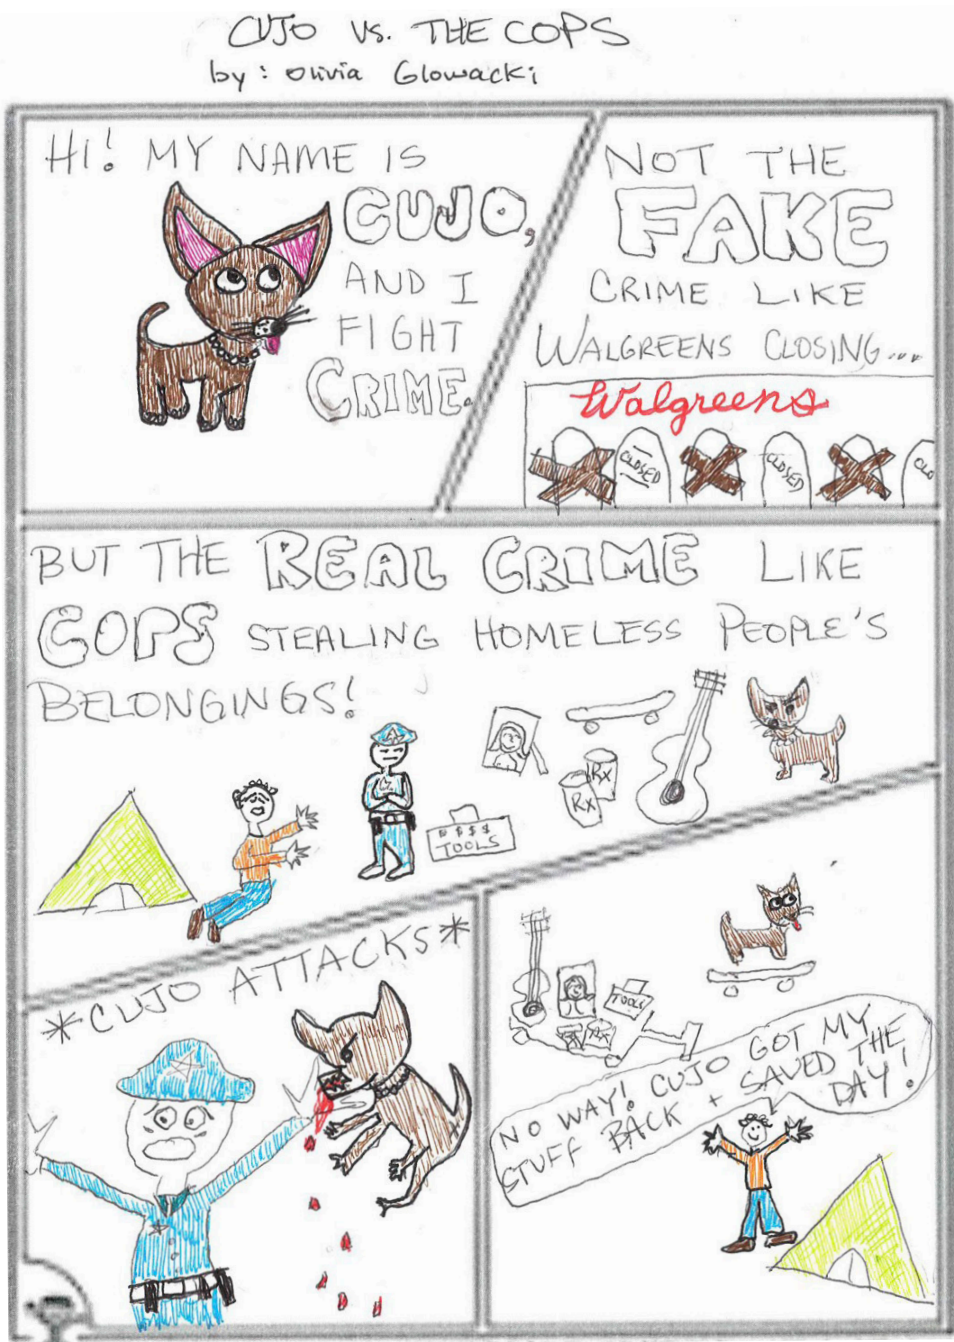 CUJO VS. THE COPS
by: Olivia Glowacki
HI! MY NAME IS
CUJO,
AND I
FIGHT
CRIME.
NOT THE
FAKE
CRIME LIKE
WALGREENS CLOSING...
Walgreens
CLOSED
CLOSED
CLO
BUT THE REAL CRIME LIKE
COPS STEALING HOMELESS PEOPLE'S
BELONGINGS!
Rx
Rx
$ $ $ $
TOOLS
*CUJO ATTACKS*
TOOLS
NO WAY! CUJO GOT MY
STUFF BACK + SAVED THE
DAY!